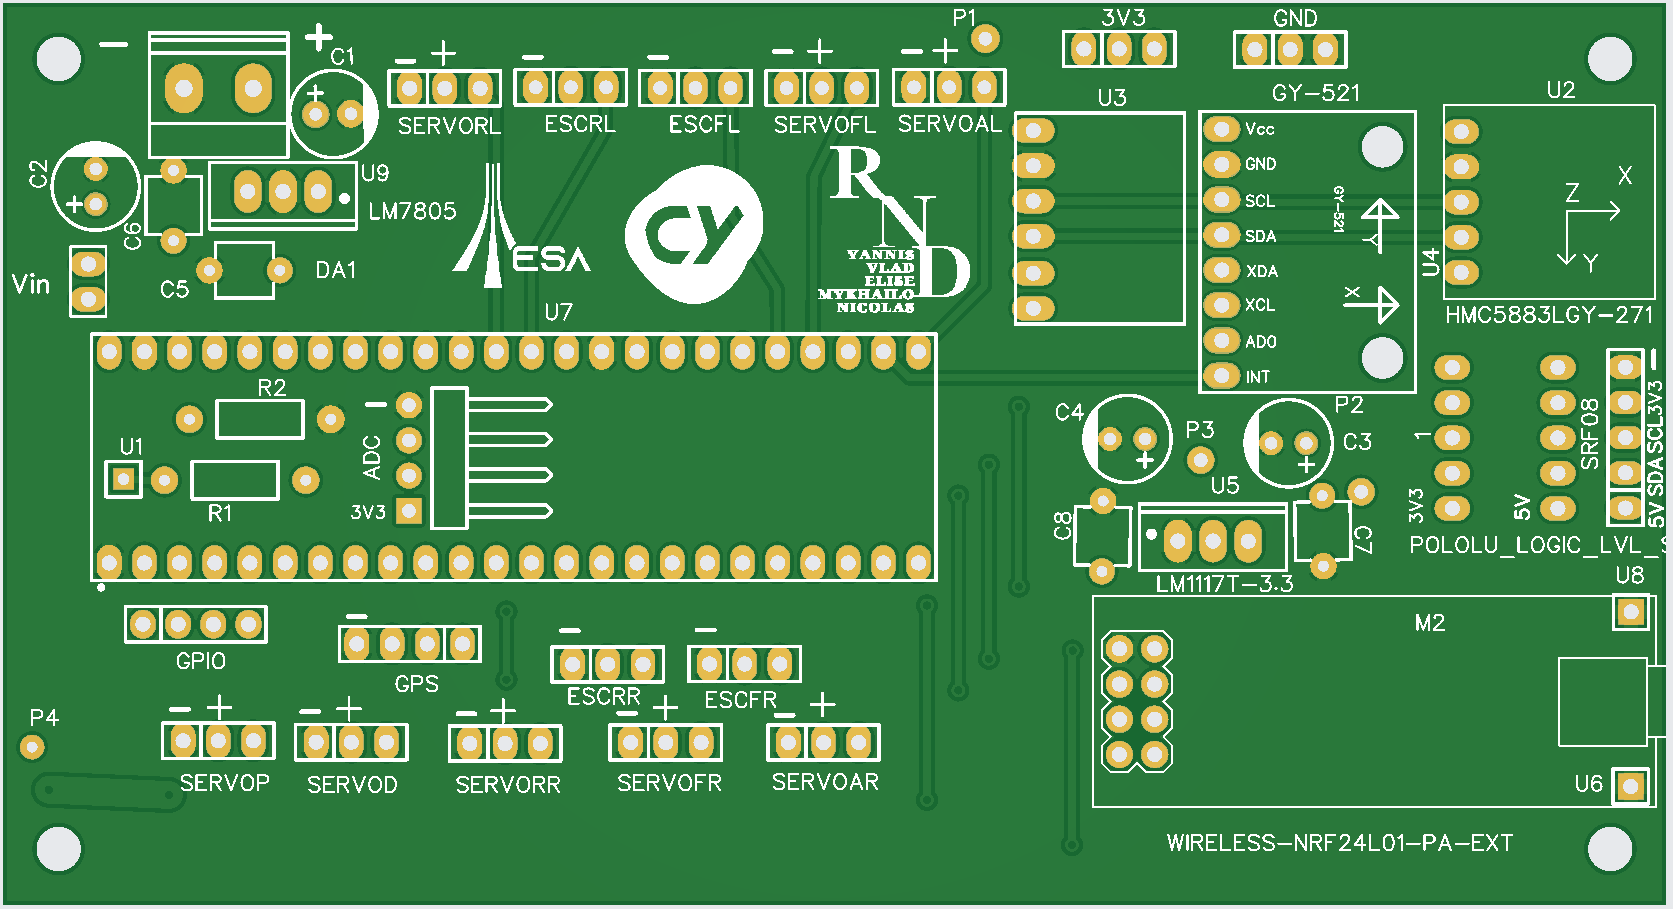 P1
3V3
GND
C1
SERVORL
ESCRL
ESCFL
SERVOFL
SERVOAL
U3
GY-521
U2
Vcc
GND
SCL
SDA
XDA
XCL
ADO
INT
GY-521
Y
X
U4
Z
X
Y
HMC5883LGY-271
C2
U9
LM7805
C6
C5
DA1
Vin
ESA
CY
RND
YANNIS
VLAD
ELISE
MYKHAILO
NICOLAS
U7
R2
U1
R1
ADC
3V3
C4
P3
P2
C3
U5
C8
C7
LM1117T-3.3
1
3V3
5V
SRF08
5V SDA SCL3V3
POLOLU_LOGIC_LVL_
U8
M2
GPIO
GPS
ESCRR
ESCFR
P4
SERVOP
SERVOD
SERVORR
SERVOFR
SERVOAR
U6
WIRELESS-NRF24L01-PA-EXT